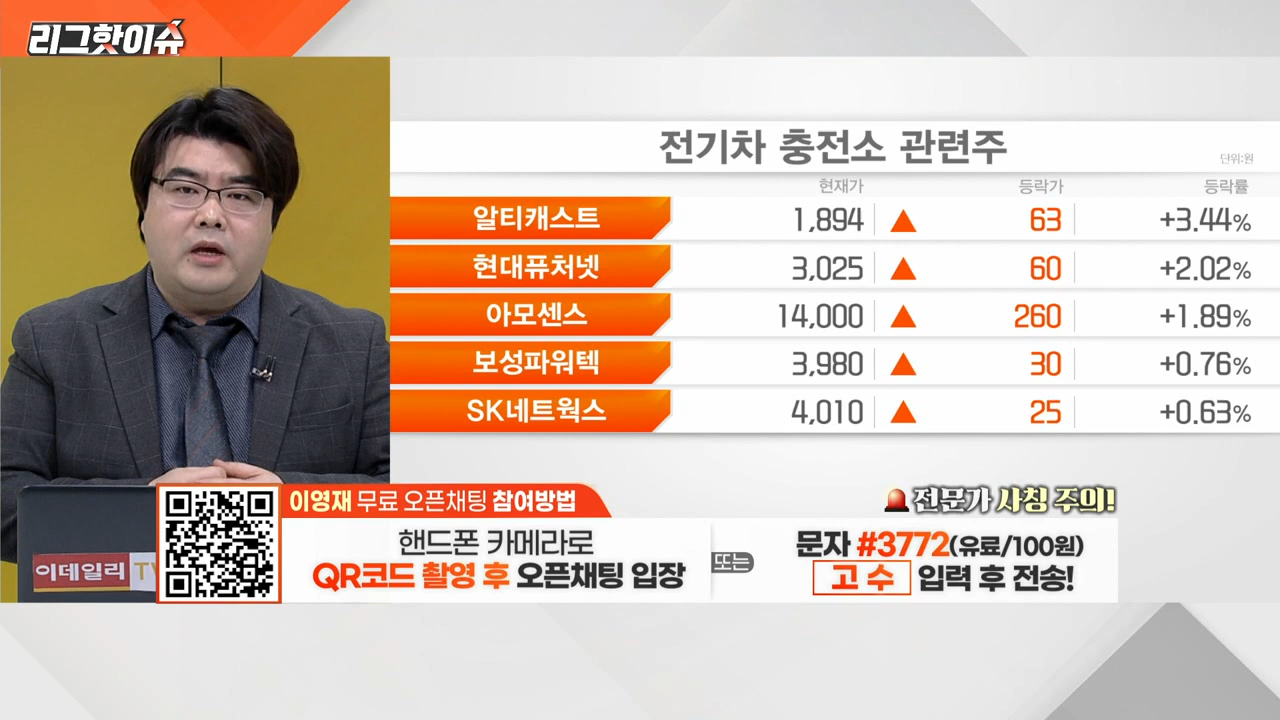 리그핫이슈
전기차 충전소 관련주
단위:원
현재가 등락가 등락률
알티캐스트 1,894 ▲ 63 +3.44%
현대퓨처넷 3,025 ▲ 60 +2.02%
아모센스 14,000 ▲ 260 +1.89%
보성파워텍 3,980 ▲ 30 +0.76%
SK네트웍스 4,010 ▲ 25 +0.63%
이영재 무료 오픈채팅 참여방법
핸드폰 카메라로
QR코드 촬영 후 오픈채팅 입장
또는
전문가 사칭 주의!
문자 #3772(유료/100원)
고 수 입력 후 전송!
이데일리 TV